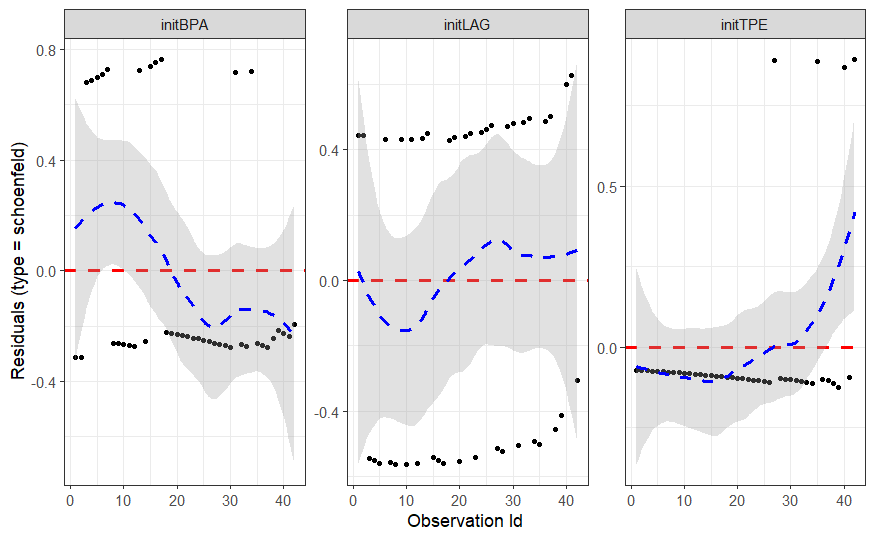 initBPA
initLAG
initTPE
Residuals (type = schoenfeld)
0.8
0.4
0.0
-0.4
0.4
0.0
-0.4
0.5
0.0
0 10 20 30 40
0 10 20 30 40
0 10 20 30 40
Observation Id